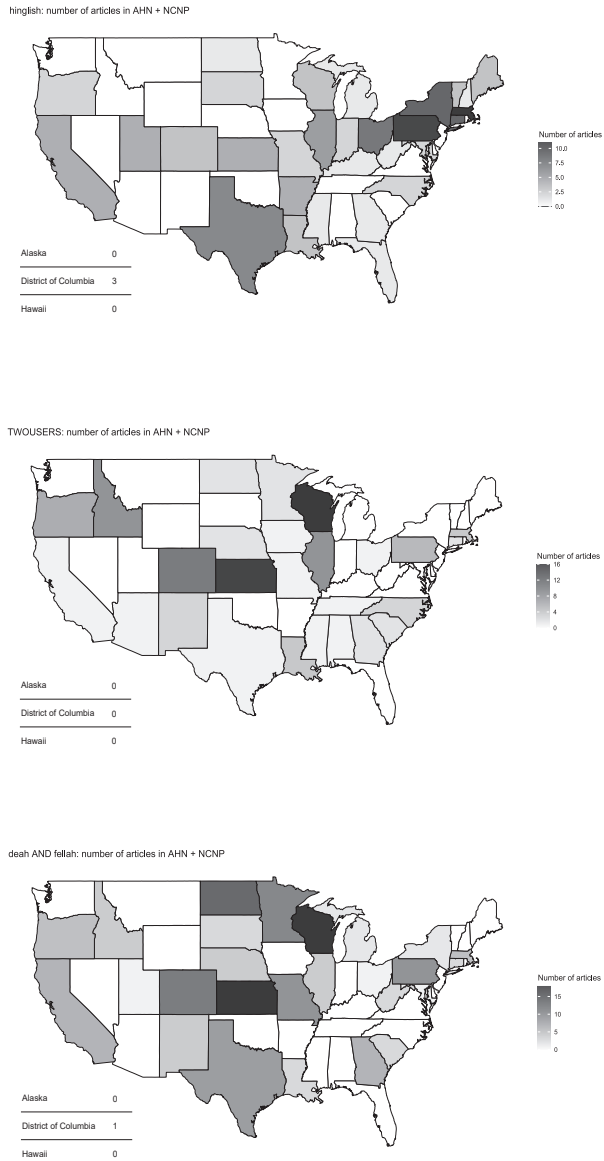 hinglish: number of articles in AHN + NCNP
Number of articles
10.0
7.5
5.0
2.5
0.0
Alaska 0
District of Columbia 3
Hawaii 0
TWOUSERS: number of articles in AHN + NCNP
Number of articles
16
12
8
4
0
Alaska 0
District of Columbia 0
Hawaii 0
deah AND fellah: number of articles in AHN + NCNP
Number of articles
15
10
5
0
Alaska 0
District of Columbia 1
Hawaii 0